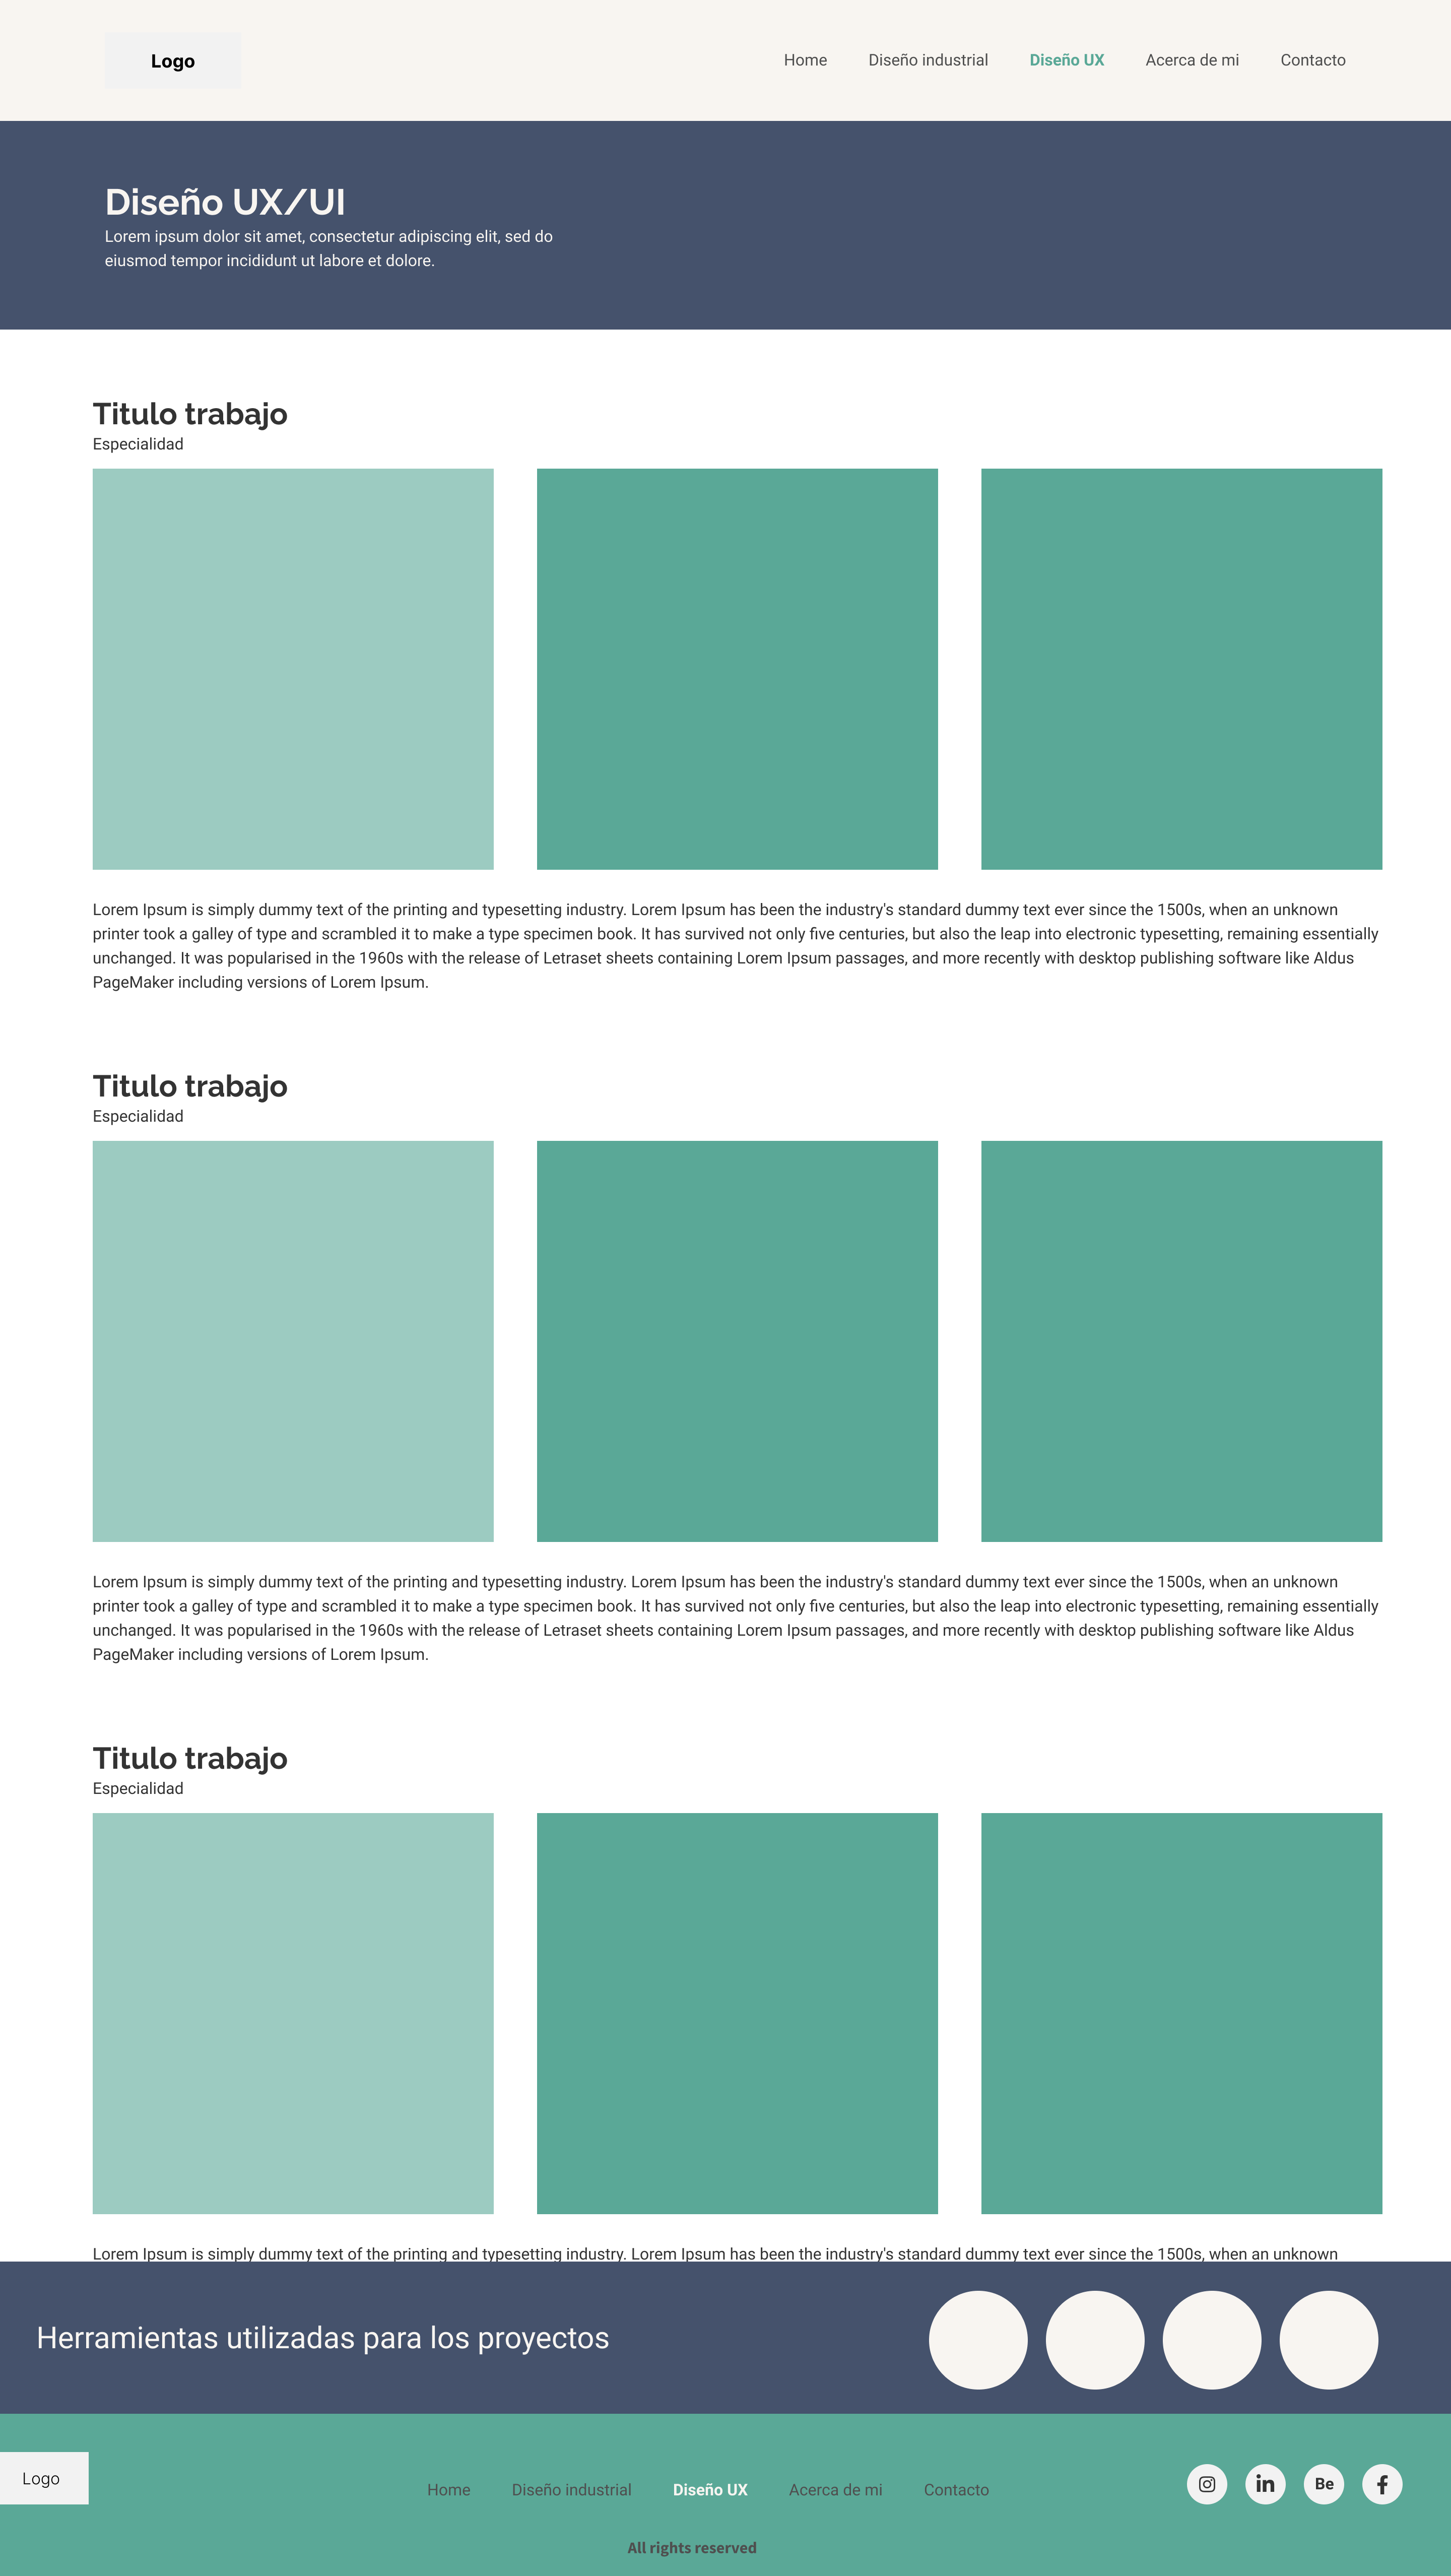 Logo
Home Diseño industrial Diseño UX Acerca de mi Contacto
Diseño UX/UI
Lorem ipsum dolor sit amet, consectetur adipiscing elit, sed do
eiusmod tempor incididunt ut labore et dolore.
Titulo trabajo
Especialidad
Lorem Ipsum is simply dummy text of the printing and typesetting industry. Lorem Ipsum has been the industry's standard dummy text ever since the 1500s, when an unknown
printer took a galley of type and scrambled it to make a type specimen book. It has survived not only five centuries, but also the leap into electronic typesetting, remaining essentially
unchanged. It was popularised in the 1960s with the release of Letraset sheets containing Lorem Ipsum passages, and more recently with desktop publishing software like Aldus
PageMaker including versions of Lorem Ipsum.
Titulo trabajo
Especialidad
Lorem Ipsum is simply dummy text of the printing and typesetting industry. Lorem Ipsum has been the industry's standard dummy text ever since the 1500s, when an unknown
printer took a galley of type and scrambled it to make a type specimen book. It has survived not only five centuries, but also the leap into electronic typesetting, remaining essentially
unchanged. It was popularised in the 1960s with the release of Letraset sheets containing Lorem Ipsum passages, and more recently with desktop publishing software like Aldus
PageMaker including versions of Lorem Ipsum.
Titulo trabajo
Especialidad
Lorem Ipsum is simply dummy text of the printing and typesetting industry. Lorem Ipsum has been the industry's standard dummy text ever since the 1500s, when an unknown
Herramientas utilizadas para los proyectos
Logo
Home Diseño industrial Diseño UX Acerca de mi Contacto
in Be f
All rights reserved